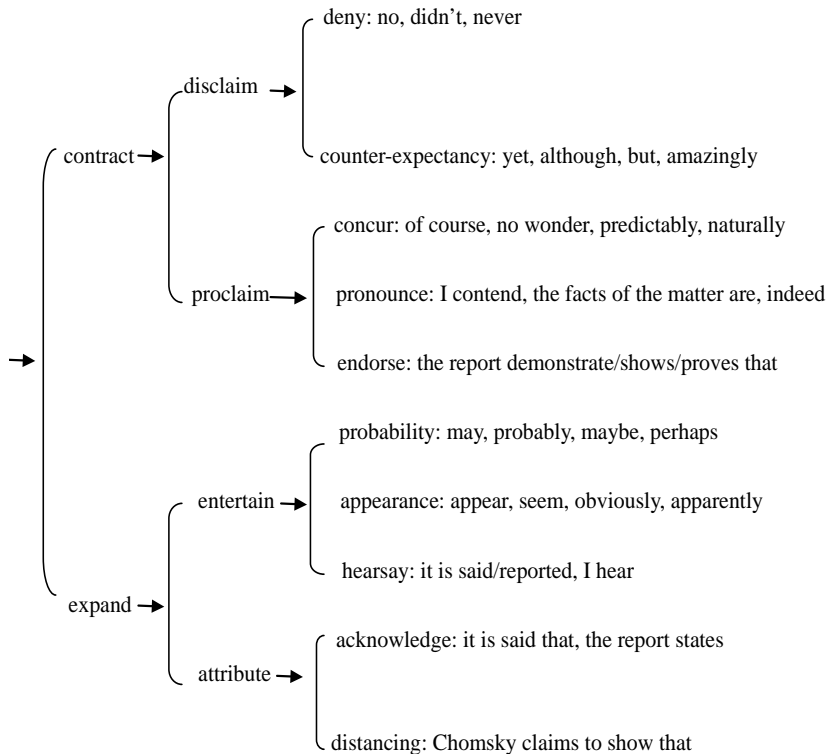 deny: no, didn't, never
disclaim
counter-expectancy: yet, although, but, amazingly
contract
concur: of course, no wonder, predictably, naturally
proclaim
pronounce: I contend, the facts of the matter are, indeed
endorse: the report demonstrate/shows/proves that
probability: may, probably, maybe, perhaps
entertain
appearance: appear, seem, obviously, apparently
hearsay: it is said/reported, I hear
expand
acknowledge: it is said that, the report states
attribute
distancing: Chomsky claims to show that